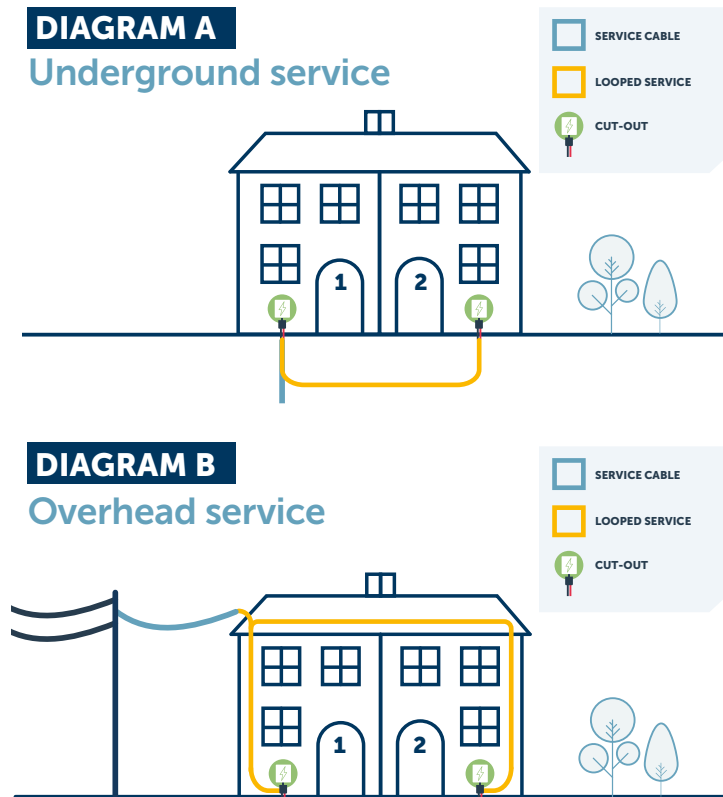 DIAGRAM A
Underground service
SERVICE CABLE
LOOPED SERVICE
CUT-OUT
1
2
DIAGRAM B
Overhead service
SERVICE CABLE
LOOPED SERVICE
CUT-OUT
1
2